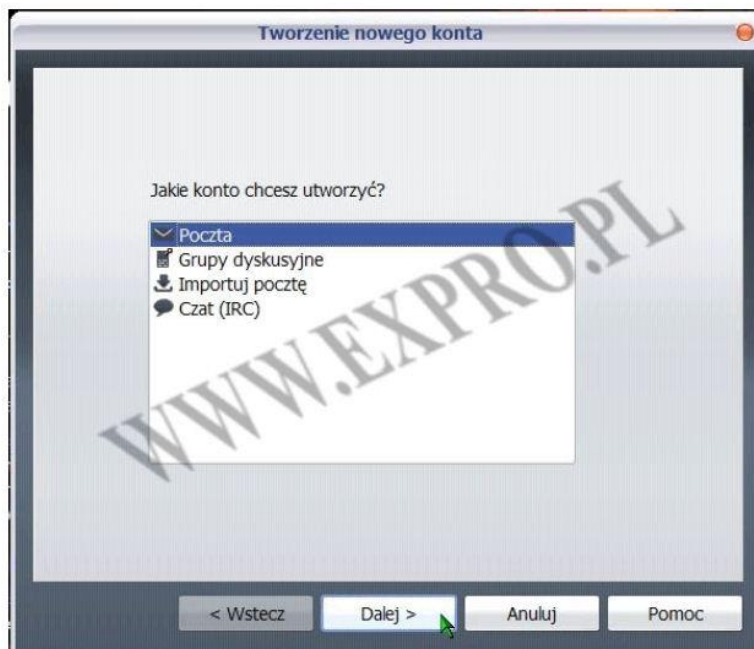 Tworzenie nowego konta
Jakie konto chcesz utworzyć?
Poczta
Grupy dyskusyjne
Importuj pocztę
Czat (IRC)
WWW.EXPRO.PL
< Wstecz
Dalej >
Anuluj
Pomoc